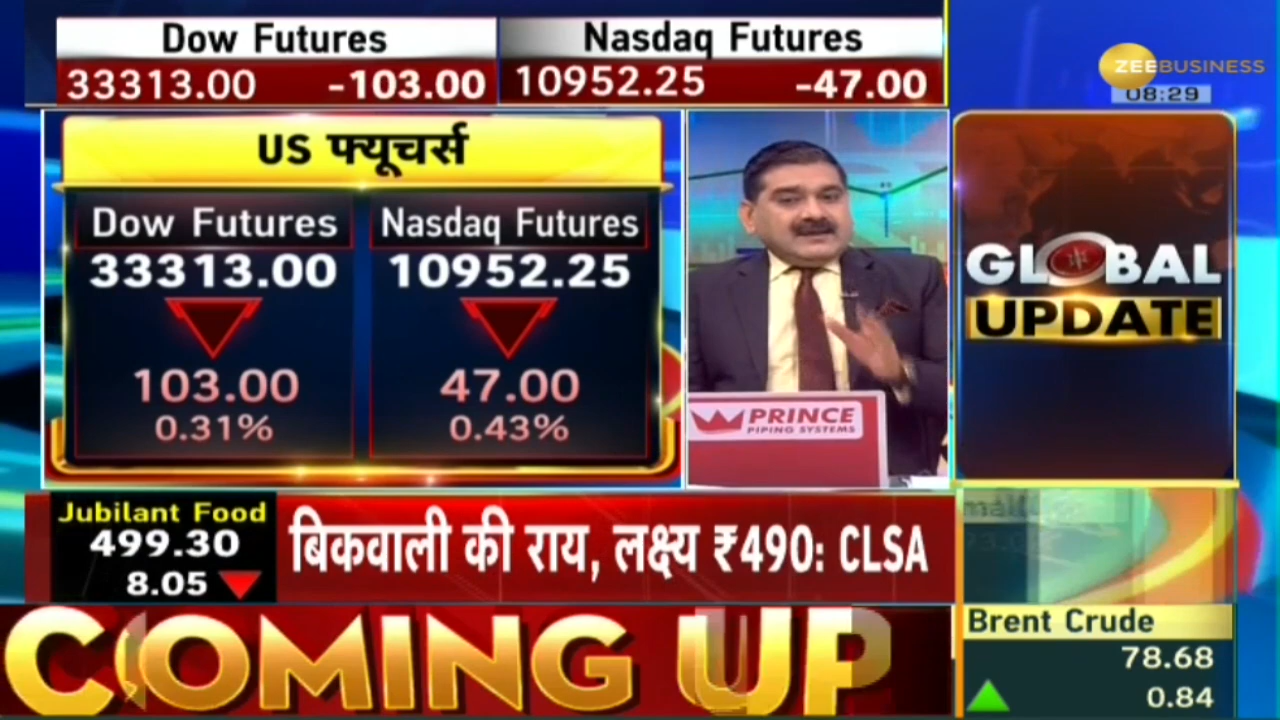 Dow Futures
33313.00 -103.00
Nasdaq Futures
10952.25 -47.00
ZEEBUSINESS
08:29
US फ्यूचर्स
Dow Futures
33313.00
103.00
0.31%
Nasdaq Futures
10952.25
47.00
0.43%
PRINCE
PIPING SYSTEMS
GLOBAL
UPDATE
Jubilant Food
499.30
8.05
बिकवाली की राय, लक्ष्य ₹490: CLSA
COMING UP
Brent Crude
78.68
0.84